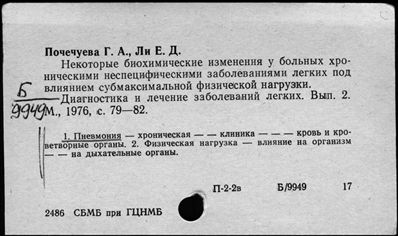 Почечуева Г. А., Ли Е. Д.
Некоторые биохимические изменения у больных хро-
ническими неспецифическими заболеваниями легких под
влиянием субмаксимальной физической нагрузки.
Б
9949
Диагностика и лечение заболеваний легких. Вып. 2.
М., 1976, с. 79—82.
1. Пневмония — хроническая — — клиника — — — кровь и кро-
ветворные органы. 2. Физическая нагрузка — влияние на организм
— — на дыхательные органы.
П-2-2в Б/9949 17
2486 СБМБ при ГЦНМБ